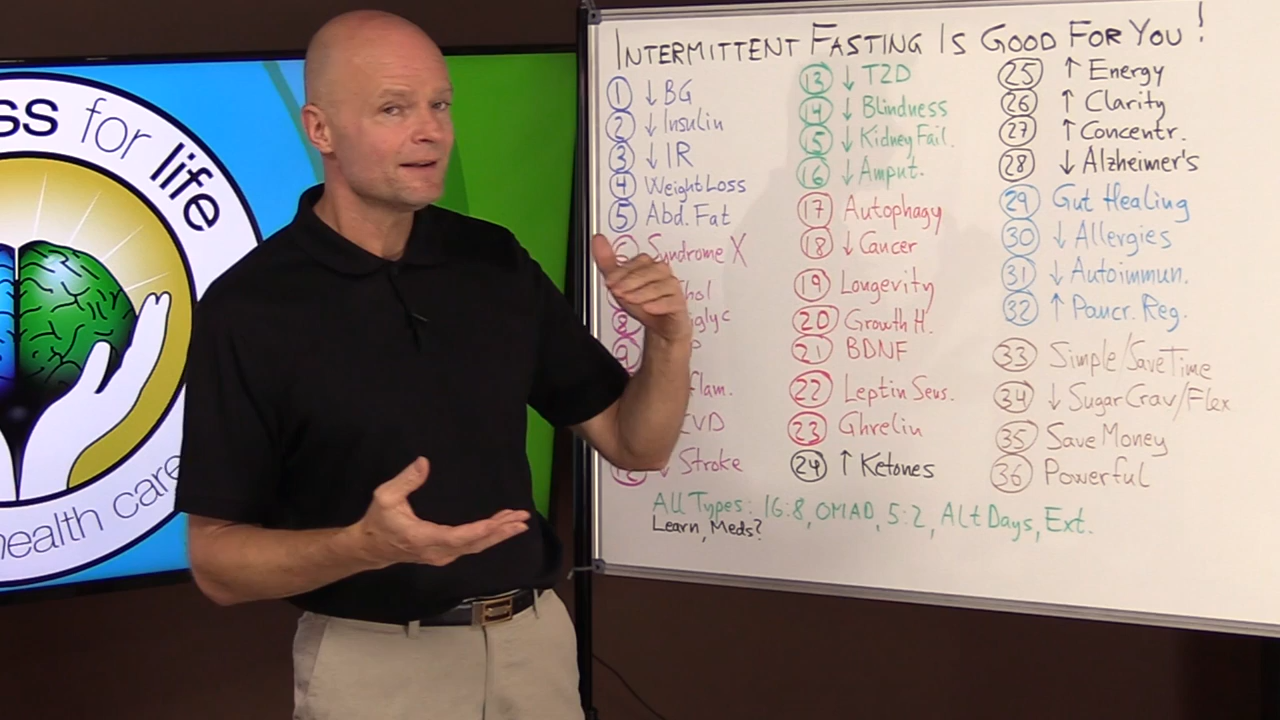 ss for life
health care
INTERMITTENT FASTING IS GOOD FOR YOU!
1 ↓ BG
2 ↓ Insulin
3 ↓ IR
4 Weight Loss
5 Abd. Fat
Syndrome X
8
9
↓ Stroke
13 ↓ T2D
14 ↓ Blindness
15 ↓ Kidney Fail.
16 ↓ Amput.
17 Autophagy
18 ↓ Cancer
19 Longevity
20 Growth H.
21 BDNF
22 Leptin Sens.
23 Ghrelin
24 ↑ Ketones
25 ↑ Energy
26 ↑ Clarity
27 ↑ Concentr.
28 ↓ Alzheimer's
29 Gut Healing
30 ↓ Allergies
31 ↓ Autoimmun.
32 ↑ Pancr. Reg.
33 Simple/Save Time
34 ↓ Sugar Crav/Flex
35 Save Money
36 Powerful
All Types: 16:8, OMAD, 5:2, Alt Days, Ext.
Learn, Meds?